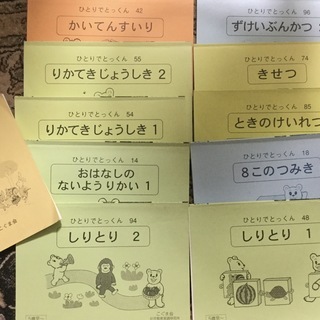 ひとりでとっくん 42
かいてんすいり
ひとりでとっくん 96
ずけいぶんかつ
ひとりでとっくん 55
りかてきじょうしき 2
ひとりでとっくん 74
きせつ
ひとりでとっくん 54
りかてきじょうしき 1
ひとりでとっくん 85
ときのけいれつ
ひとりでとっくん 14
おはなしの
ないようりかい 1
ひとりでとっくん 18
8このつみき
ひとりでとっくん 94
しりとり 2
こぐま会
ひとりでとっくん 48
しりとり 1
こぐま会